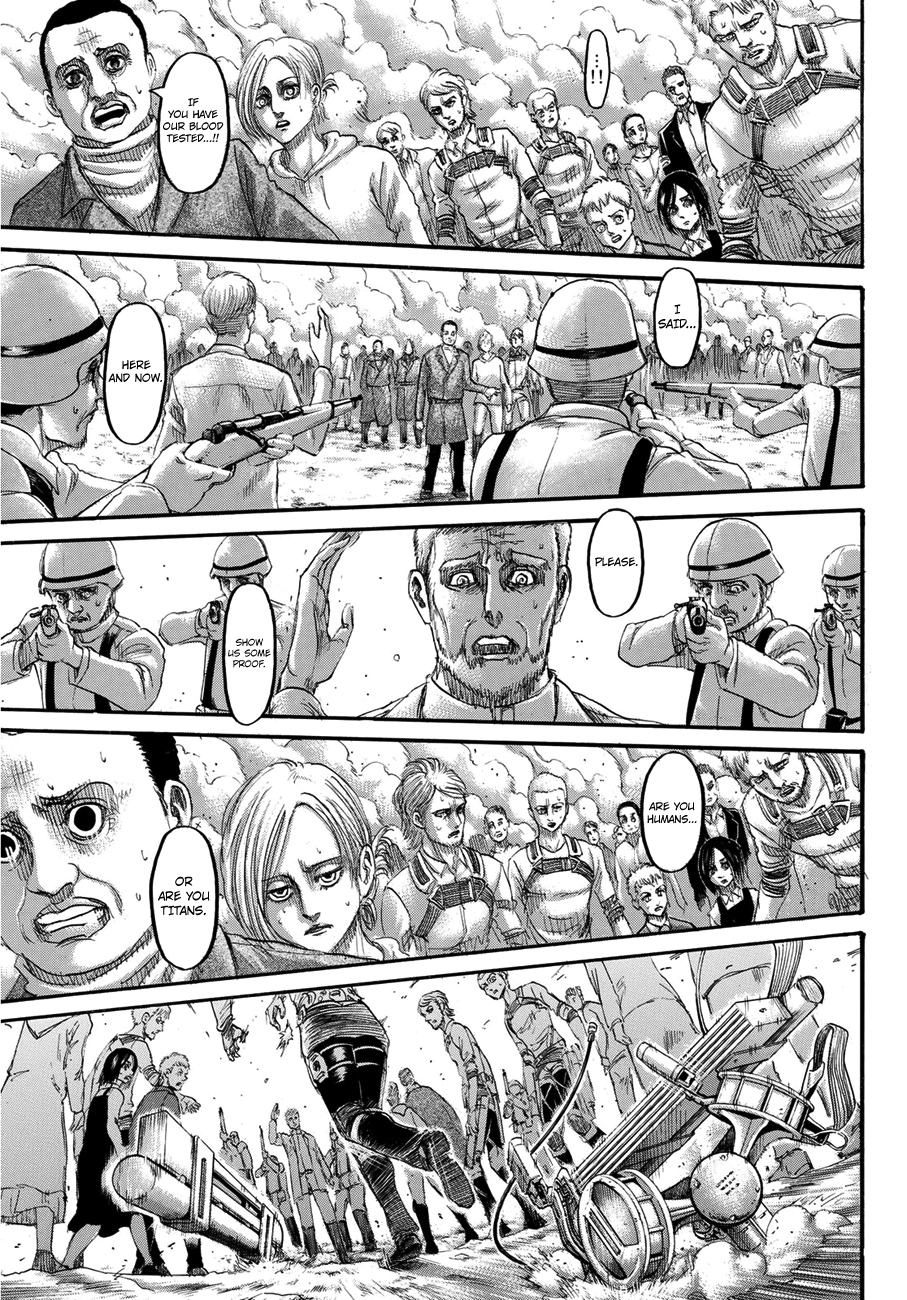 ...!!
IF
YOU HAVE
OUR BLOOD
TESTED...!!
I
SAID...
HERE
AND NOW.
PLEASE.
SHOW
US SOME
PROOF.
ARE YOU
HUMANS...
OR
ARE YOU
TITANS.